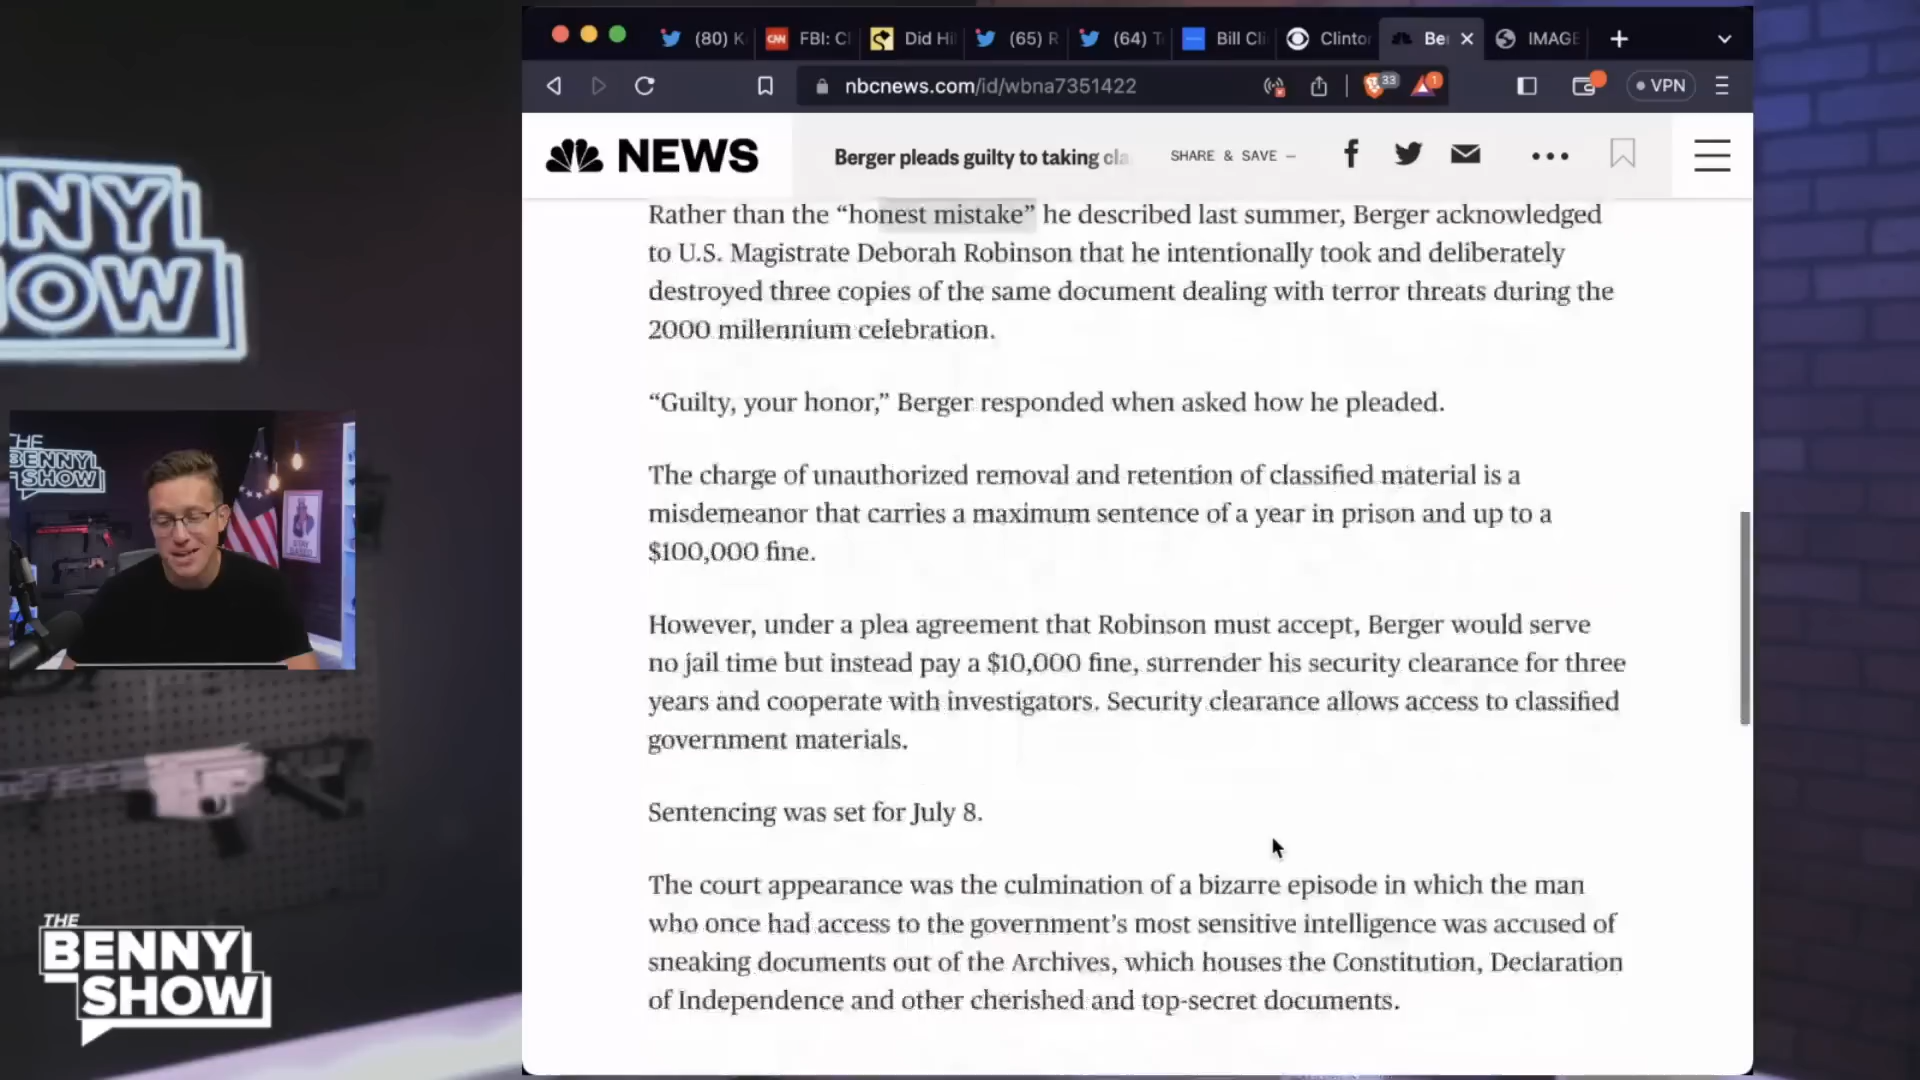 (80) K
FBI: Cl
Did Hi
(65) R
(64) T
Bill Cli
Clinto
Be
IMAGE
nbcnews.com/id/wbna7351422
33
1
VPN
NEWS
Berger pleads guilty to taking cla
SHARE & SAVE –
Rather than the “honest mistake” he described last summer, Berger acknowledged
to U.S. Magistrate Deborah Robinson that he intentionally took and deliberately
destroyed three copies of the same document dealing with terror threats during the
2000 millennium celebration.
“Guilty, your honor,” Berger responded when asked how he pleaded.
The charge of unauthorized removal and retention of classified material is a
misdemeanor that carries a maximum sentence of a year in prison and up to a
$100,000 fine.
However, under a plea agreement that Robinson must accept, Berger would serve
no jail time but instead pay a $10,000 fine, surrender his security clearance for three
years and cooperate with investigators. Security clearance allows access to classified
government materials.
Sentencing was set for July 8.
The court appearance was the culmination of a bizarre episode in which the man
who once had access to the government’s most sensitive intelligence was accused of
sneaking documents out of the Archives, which houses the Constitution, Declaration
of Independence and other cherished and top-secret documents.
NNY
HOW
THE
BENNY
SHOW
THE
BENNY
SHOW